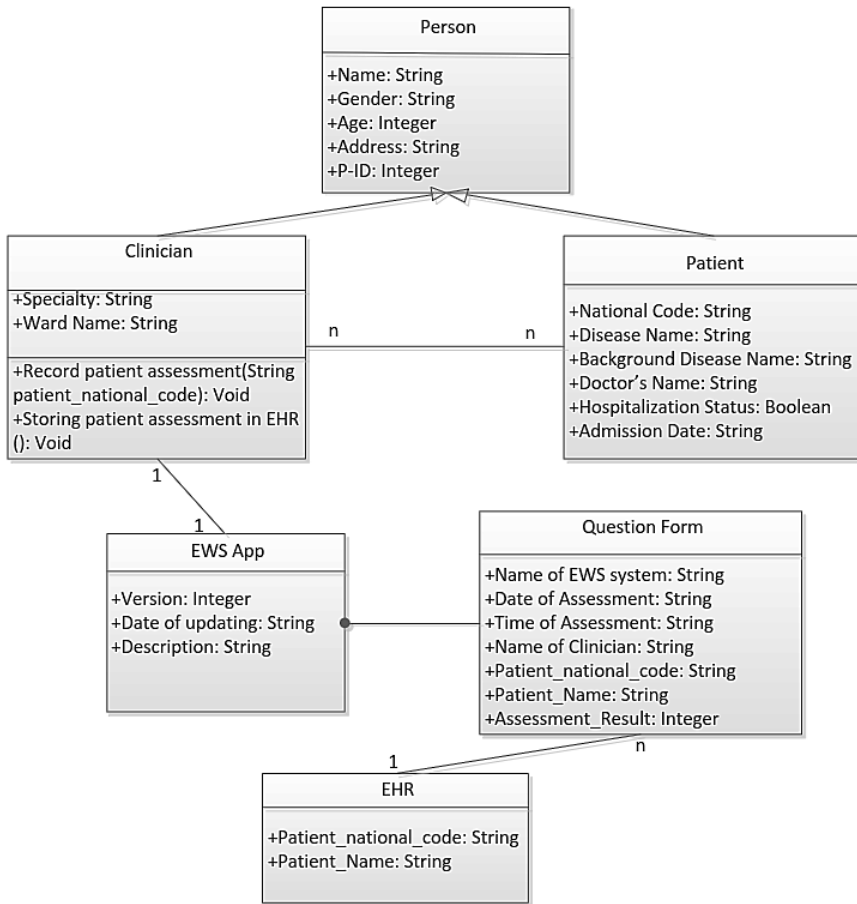 Person
+Name: String
+Gender: String
+Age: Integer
+Address: String
+P-ID: Integer
Clinician
+Specialty: String
+Ward Name: String
+Record patient assessment(String
patient_national_code): Void
+Storing patient assessment in EHR
(): Void
n
n
Patient
+National Code: String
+Disease Name: String
+Background Disease Name: String
+Doctor’s Name: String
+Hospitalization Status: Boolean
+Admission Date: String
1
1
EWS App
+Version: Integer
+Date of updating: String
+Description: String
Question Form
+Name of EWS system: String
+Date of Assessment: String
+Time of Assessment: String
+Name of Clinician: String
+Patient_national_code: String
+Patient_Name: String
+Assessment_Result: Integer
n
1
EHR
+Patient_national_code: String
+Patient_Name: String